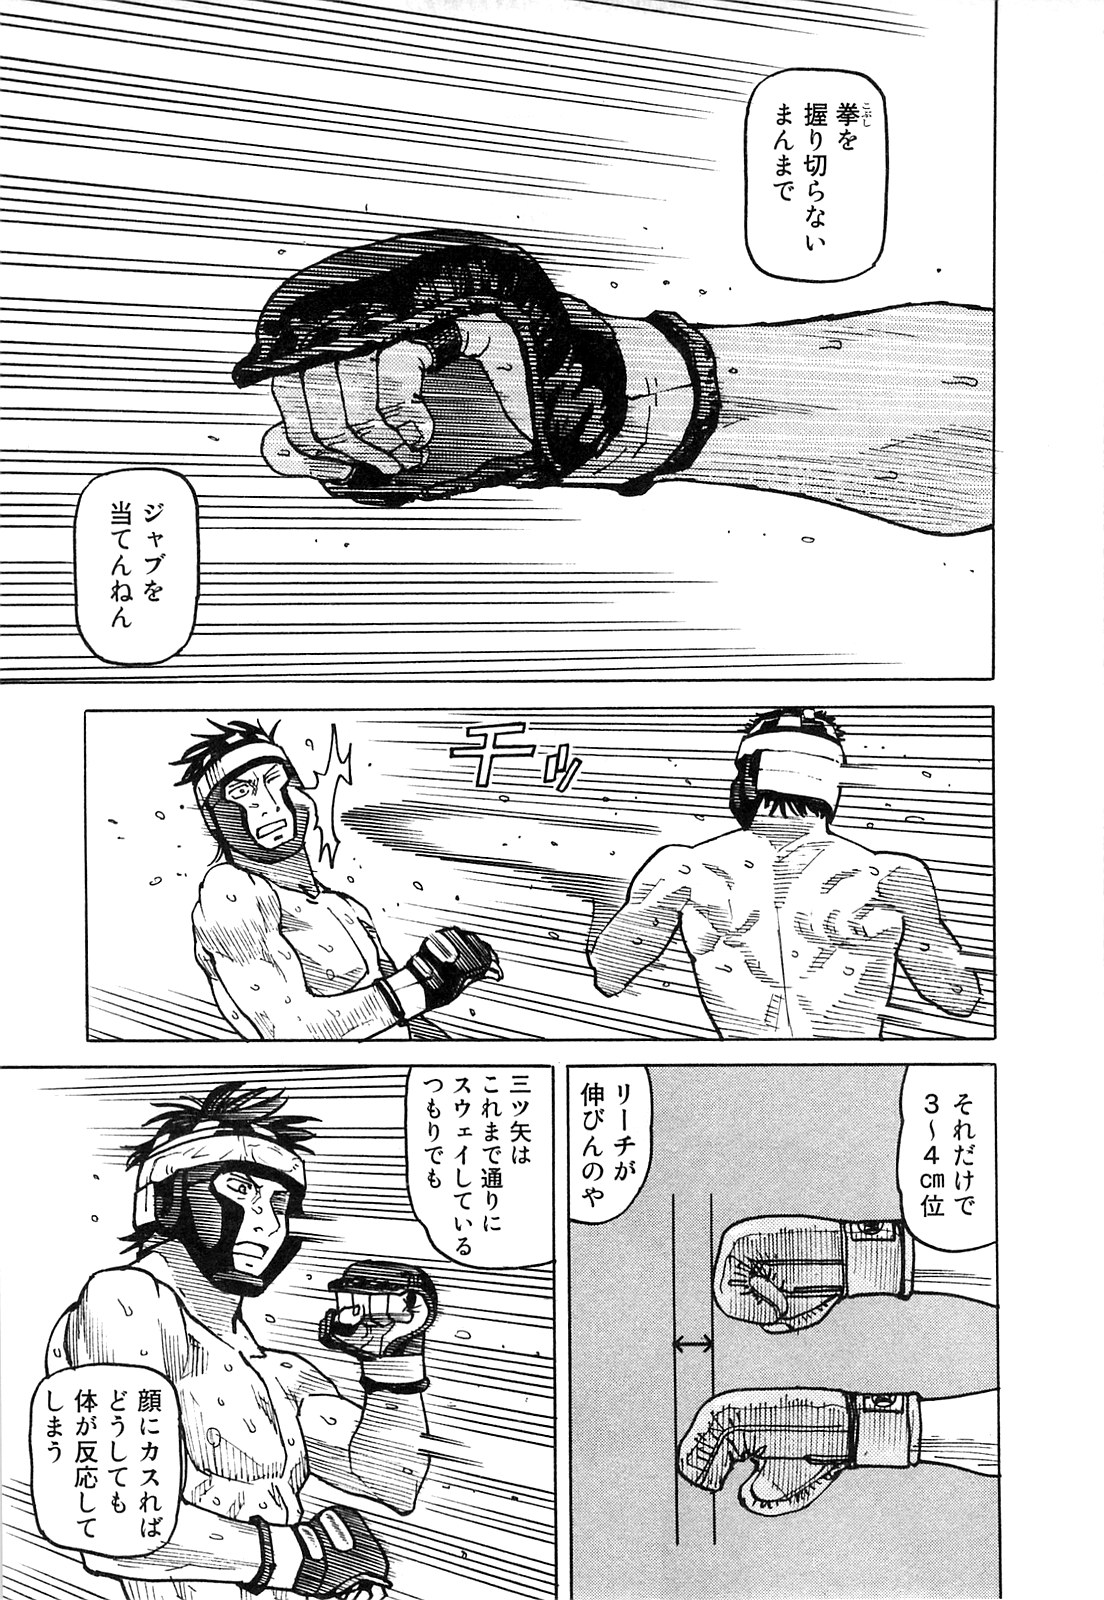 拳を
こぶし
握り切らない
まんまで
ジャブを
当てんねん
チッ
それだけで
3～4㎝位
リーチが
伸びんのや
三ツ矢は
これまで通りに
スウェイしている
つもりでも
顔にカスれば
どうしても
体が反応して
しまう